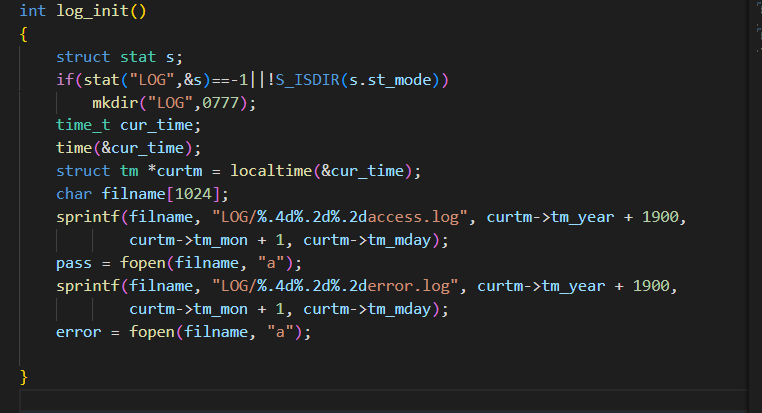 int log_init()
{
    struct stat s;
    if(stat("LOG",&s)==-1||!S_ISDIR(s.st_mode))
        mkdir("LOG",0777);
    time_t cur_time;
    time(&cur_time);
    struct tm *curtm = localtime(&cur_time);
    char filname[1024];
    sprintf(filname, "LOG/%.4d%.2d%.2daccess.log", curtm->tm_year + 1900,
            curtm->tm_mon + 1, curtm->tm_mday);
    pass = fopen(filname, "a");
    sprintf(filname, "LOG/%.4d%.2d%.2derror.log", curtm->tm_year + 1900,
            curtm->tm_mon + 1, curtm->tm_mday);
    error = fopen(filname, "a");
}